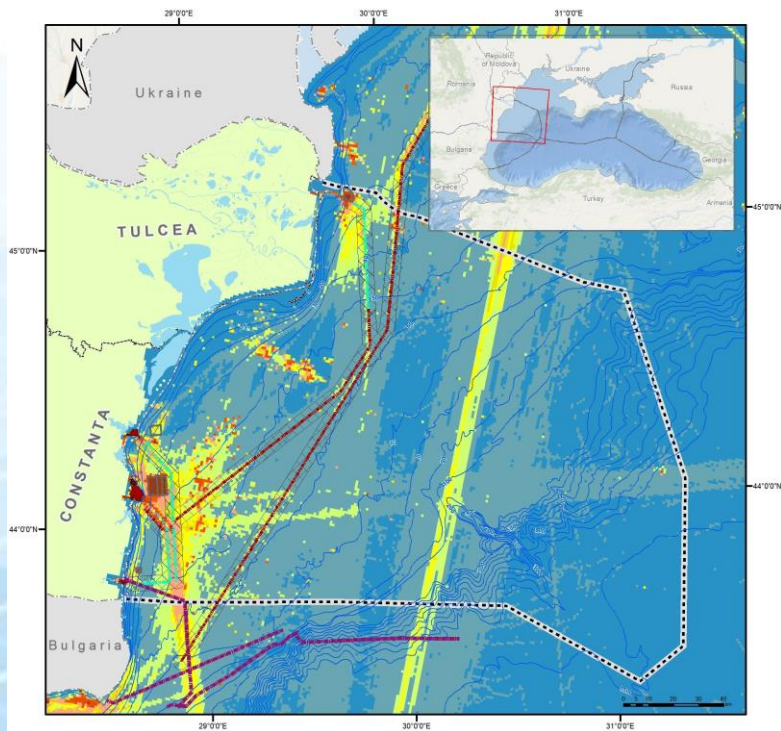 29°0'0"E 30°0'0"E 31°0'0"E
N
Ukraine
Republic
of Moldova
Ukraine
Romania
Russia
Bulgaria
Georgia
Greece
Turkey
Armenia
TULCEA
45°0'0"N
45°0'0"N
CONSTANTA
44°0'0"N
44°0'0"N
Bulgaria
29°0'0"E 30°0'0"E 31°0'0"E